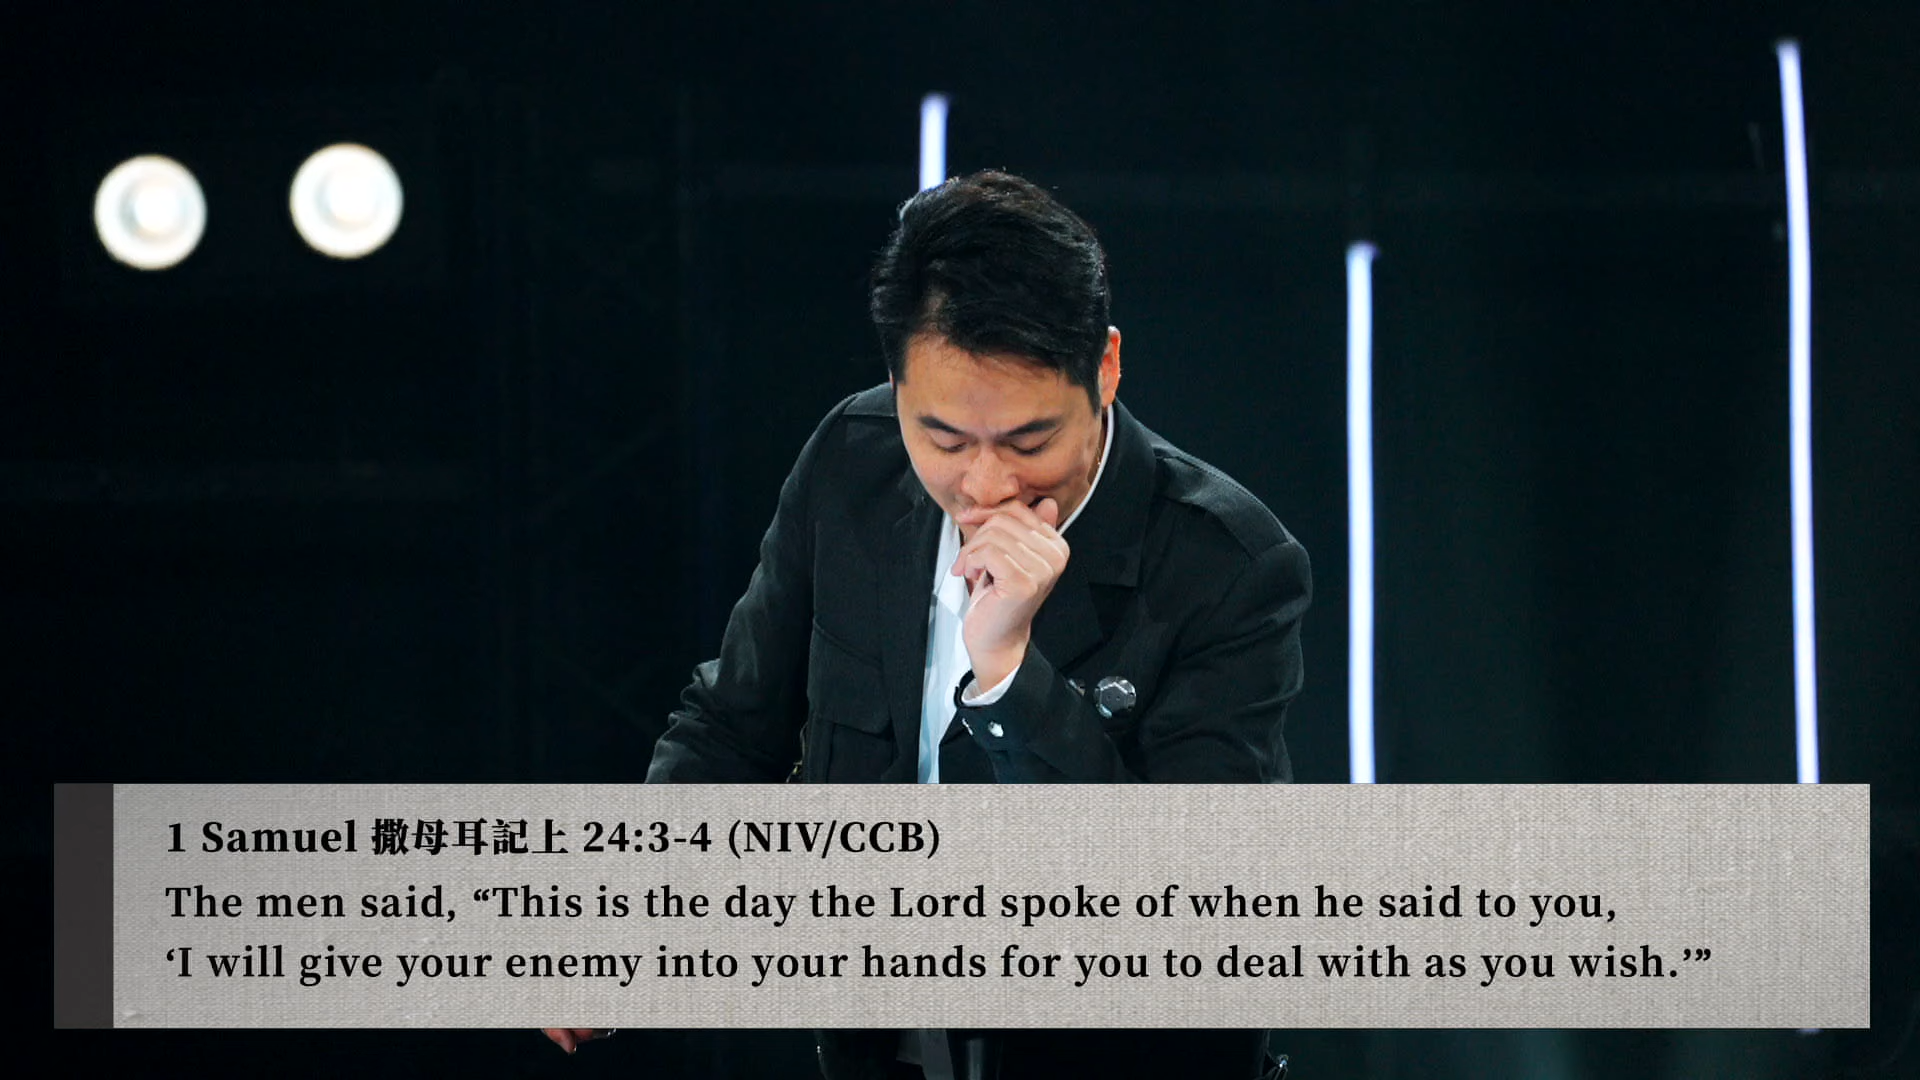 1 Samuel 撒母耳記上 24:3-4 (NIV/CCB)
The men said, “This is the day the Lord spoke of when he said to you,
‘I will give your enemy into your hands for you to deal with as you wish.’”